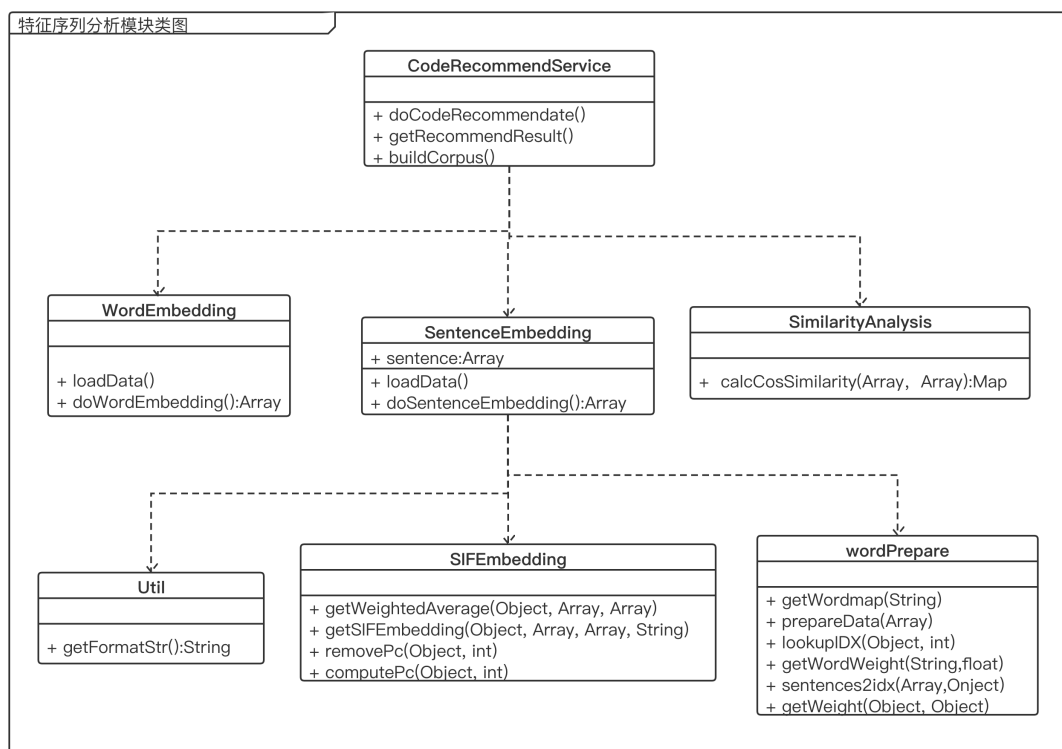 特征序列分析模块类图
CodeRecommendService
+ doCodeRecommendate()
+ getRecommendResult()
+ buildCorpus()
WordEmbedding
+ loadData()
+ doWordEmbedding():Array
SentenceEmbedding
+ sentence:Array
+ loadData()
+ doSentenceEmbedding():Array
SimilarityAnalysis
+ calcCosSimilarity(Array, Array):Map
Util
+ getFormatStr():String
SIFEmbedding
+ getWeightedAverage(Object, Array, Array)
+ getSIFEmbedding(Object, Array, Array, String)
+ removePc(Object, int)
+ computePc(Object, int)
wordPrepare
+ getWordmap(String)
+ prepareData(Array)
+ lookupIDX(Object, int)
+ getWordWeight(String,float)
+ sentences2idx(Array,Onject)
+ getWeight(Object, Object)